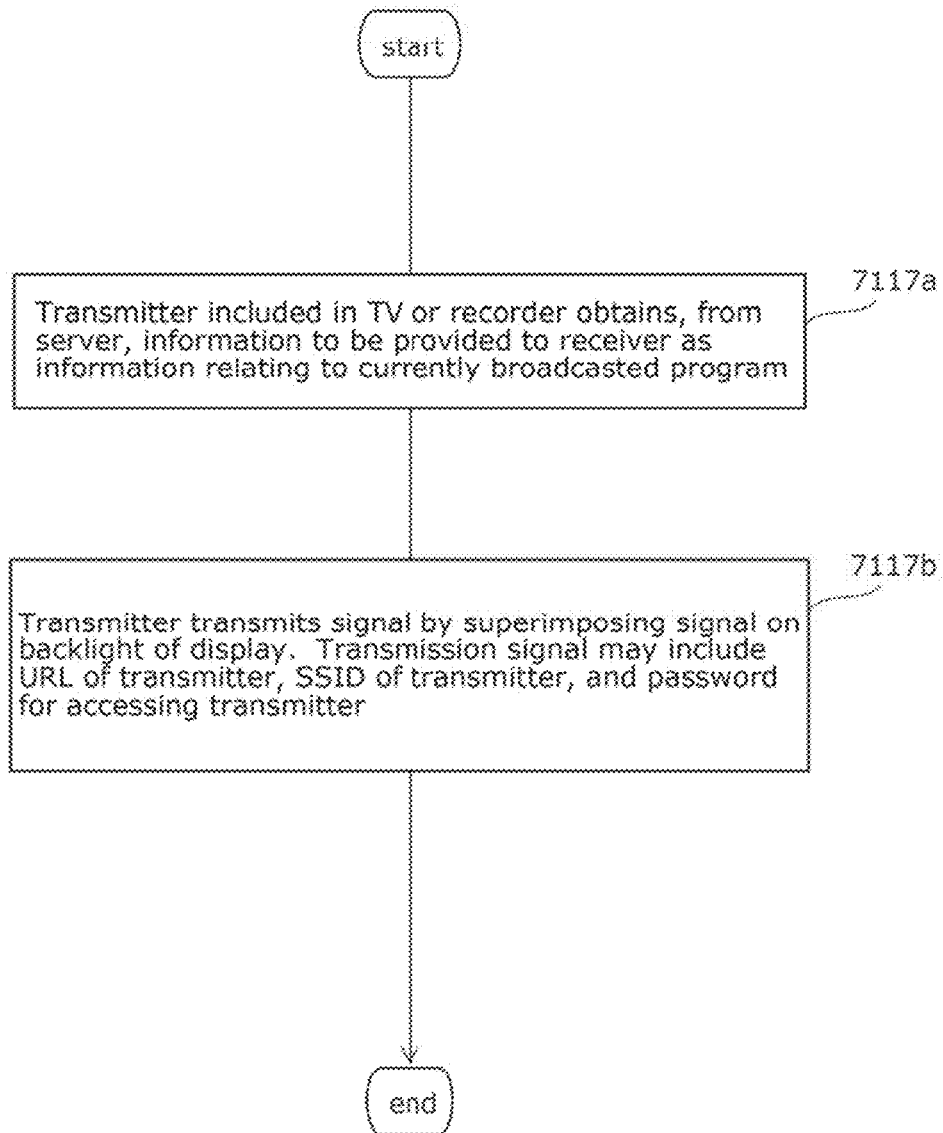 start
7117a
Transmitter included in TV or recorder obtains, from
server, information to be provided to receiver as
information relating to currently broadcasted program
7117b
Transmitter transmits signal by superimposing signal on
backlight of display. Transmission signal may include
URL of transmitter, SSID of transmitter, and password
for accessing transmitter
end